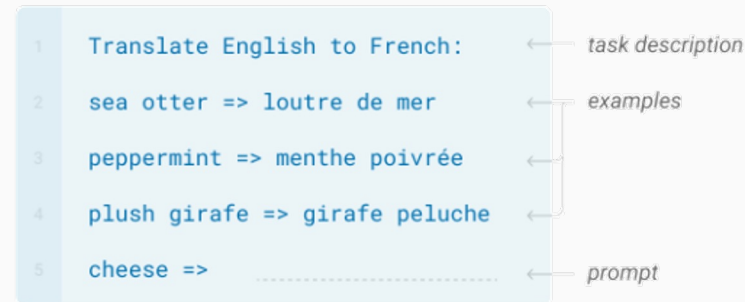 1 Translate English to French: task description
2 sea otter => loutre de mer examples
3 peppermint => menthe poivrée
4 plush girafe => girafe peluche
5 cheese => prompt